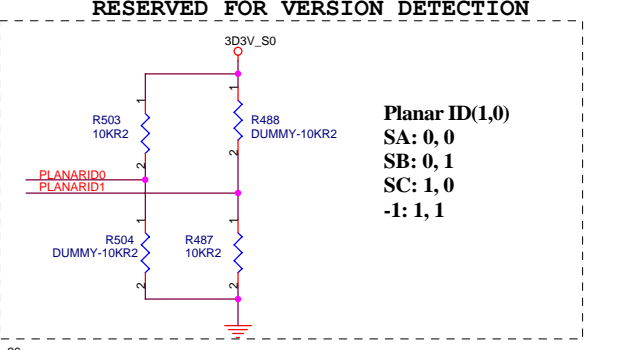 RESERVED FOR VERSION DETECTION
3D3V_S0
R503
10KR2
1
2
R488
DUMMY-10KR2
1
2
Planar ID(1,0)
SA: 0, 0
SB: 0, 1
SC: 1, 0
-1: 1, 1
PLANARID0
PLANARID1
R504
DUMMY-10KR2
1
2
R487
10KR2
1
2